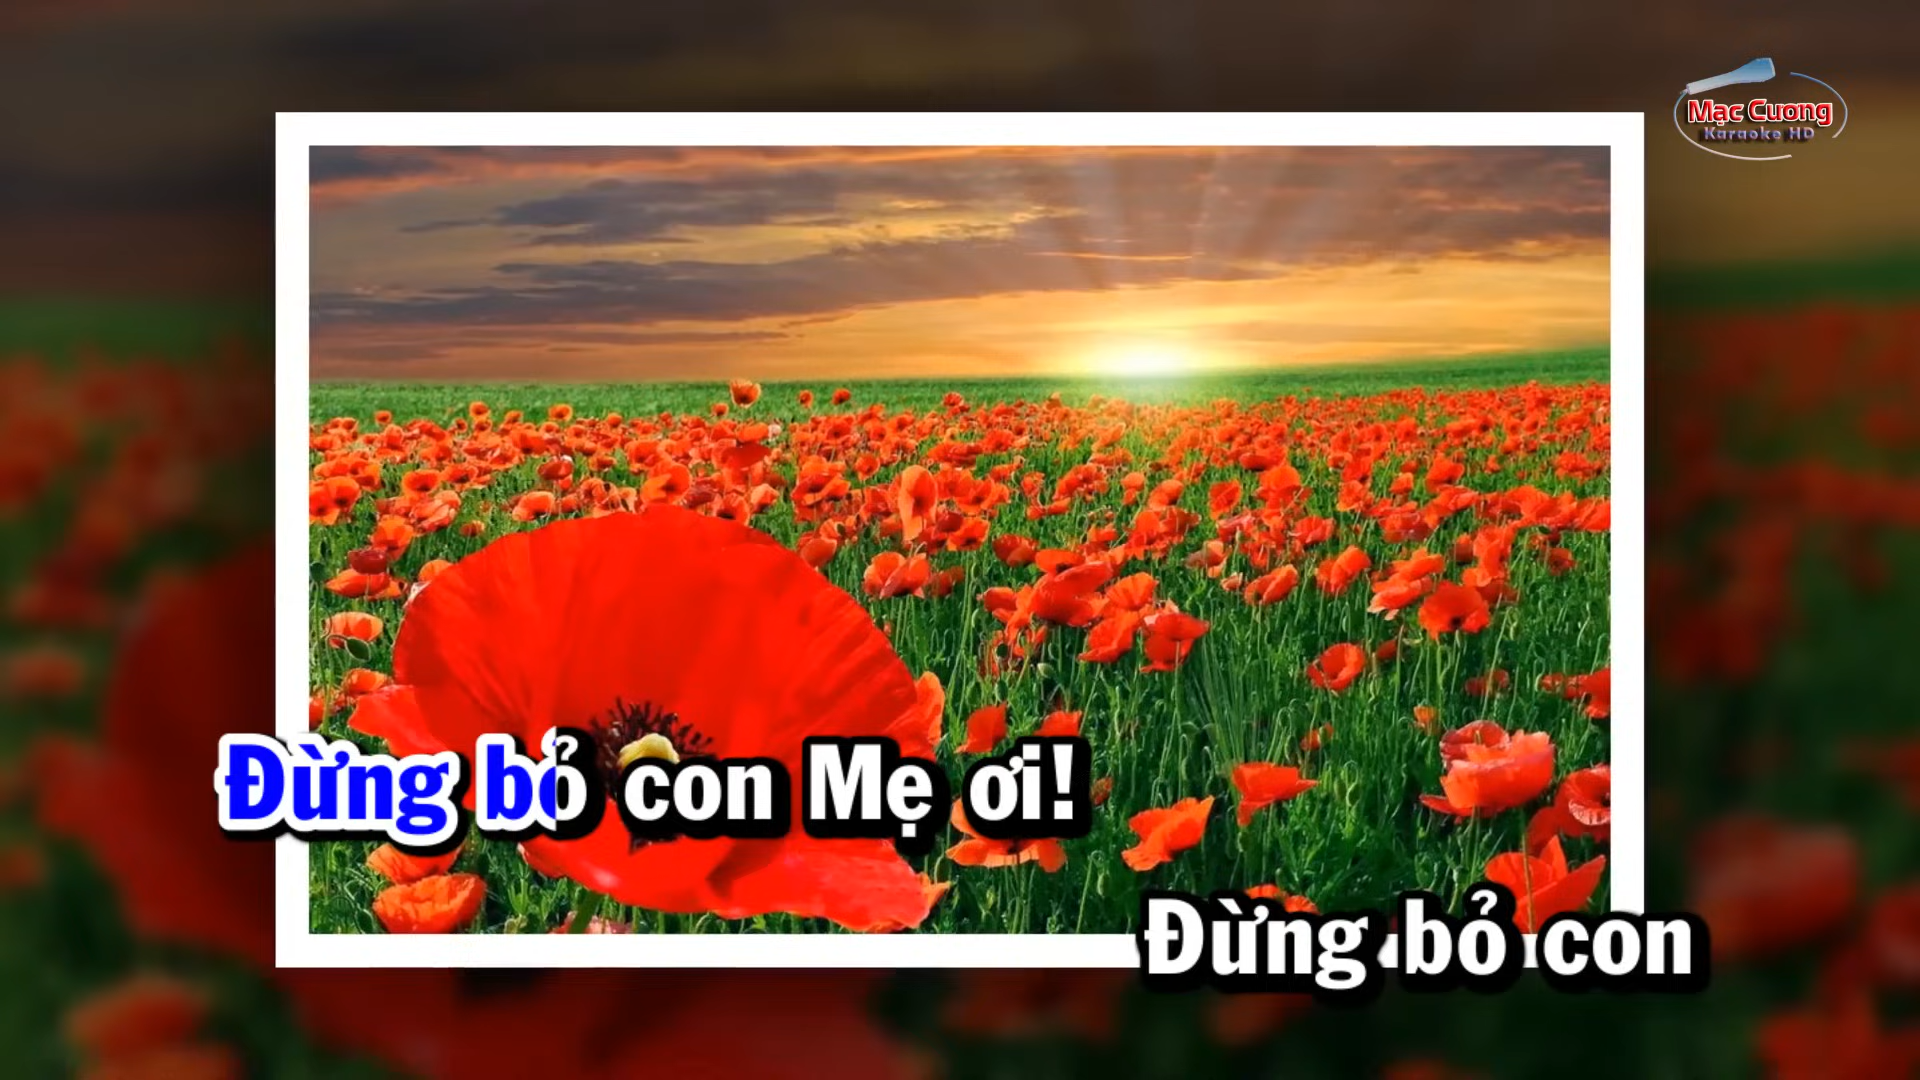 Mạc Cương
Karaoke HD
Đừng bỏ con Mẹ ơi!
Đừng bỏ con